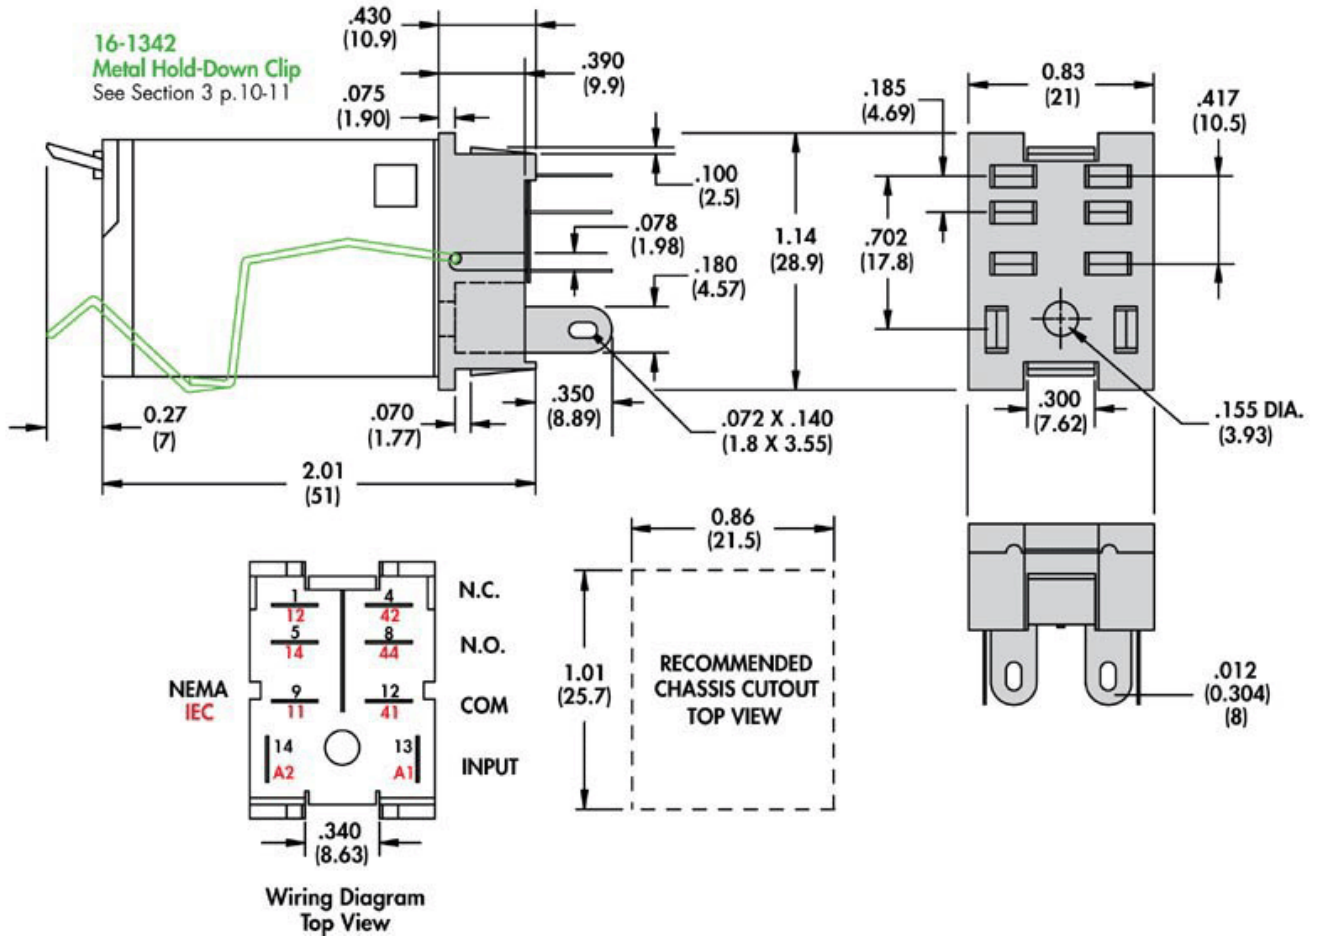 16-1342
Metal Hold-Down Clip
See Section 3 p.10-11
.430
(10.9)
.390
(9.9)
.075
(1.90)
.100
(2.5)
.078
(1.98)
.180
(4.57)
1.14
(28.9)
.185
(4.69)
0.83
(21)
.417
(10.5)
.702
(17.8)
.300
(7.62)
.155 DIA.
(3.93)
0.27
(7)
.070
(1.77)
.350
(8.89)
.072 X .140
(1.8 X 3.55)
2.01
(51)
0.86
(21.5)
1.01
(25.7)
RECOMMENDED
CHASSIS CUTOUT
TOP VIEW
.012
(0.304)
(8)
1 4 N.C.
12 42
5 8 N.O.
14 44
NEMA 9 12 COM
IEC 11 41
14 13 INPUT
A2 A1
.340
(8.63)
Wiring Diagram
Top View